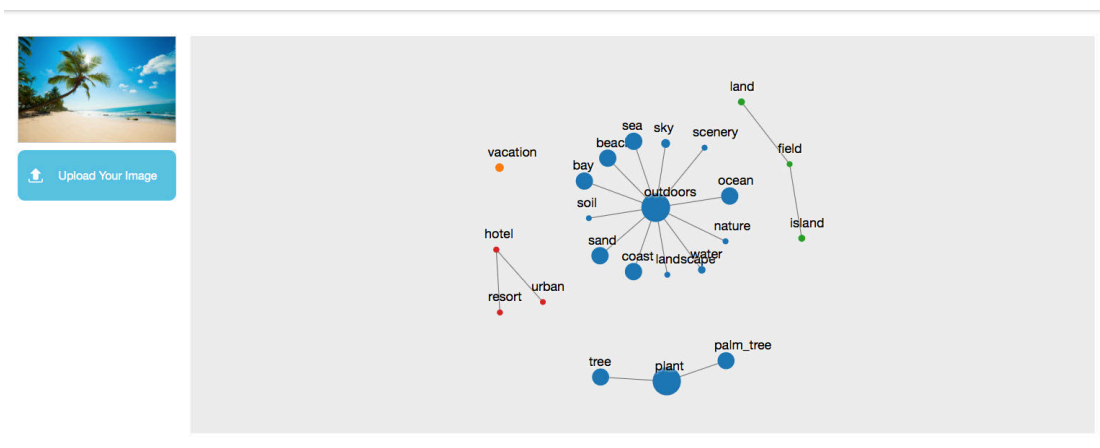 Upload Your Image
land
sea
sky
scenery
beac
field
vacation
bay
ocean
outdoors
soil
nature
island
hotel
sand
coast
landscape
water
urban
resort
palm_tree
tree
plant